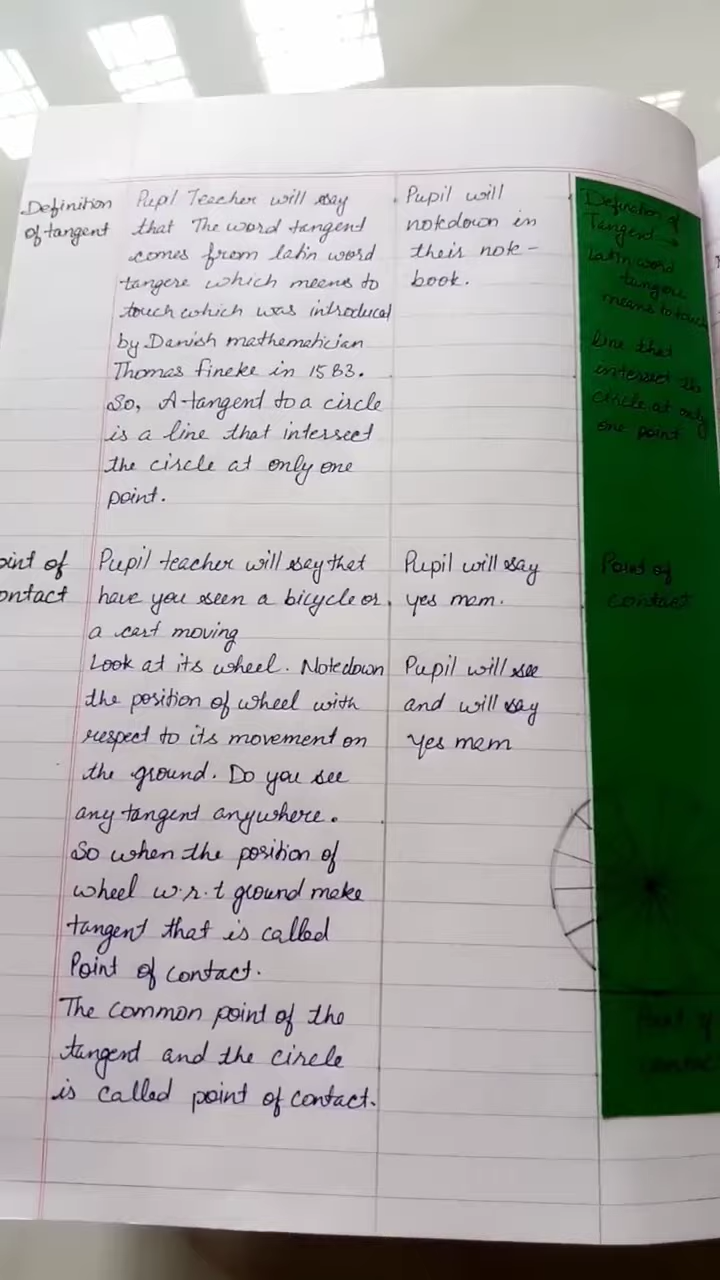 Definition
of tangent
Pupil Teacher will say
that The word tangent
comes from latin word
tangere which means to
touch which was introduced
by Danish mathematician
Thomas fineke in 1583.
So, A tangent to a circle
is a line that intersect
the circle at only one
point.
Pupil will
notedown in
their note-
book.
Definition of
Tangent →
Latin word
tangere
means to touch
line that
intersect the
circle at only
one point
oint of
ontact
Pupil teacher will say that
have you seen a bicycle or
a cart moving
Look at its wheel. Notedown
the position of wheel with
respect to its movement on
the ground. Do you see
any tangent anywhere.
So when the position of
wheel w.r.t ground make
tangent that is called
Point of contact.
The common point of the
tangent and the circle
is called point of contact.
Pupil will say
yes mam.
Pupil will see
and will say
yes mam
Point of
contact
Point of
contac